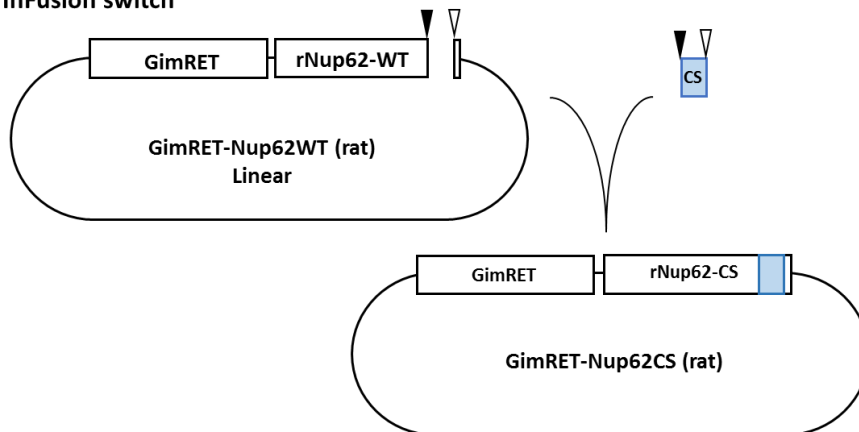 InFusion switch
GimRET
rNup62-WT
CS
GimRET-Nup62WT (rat)
Linear
GimRET
rNup62-CS
GimRET-Nup62CS (rat)